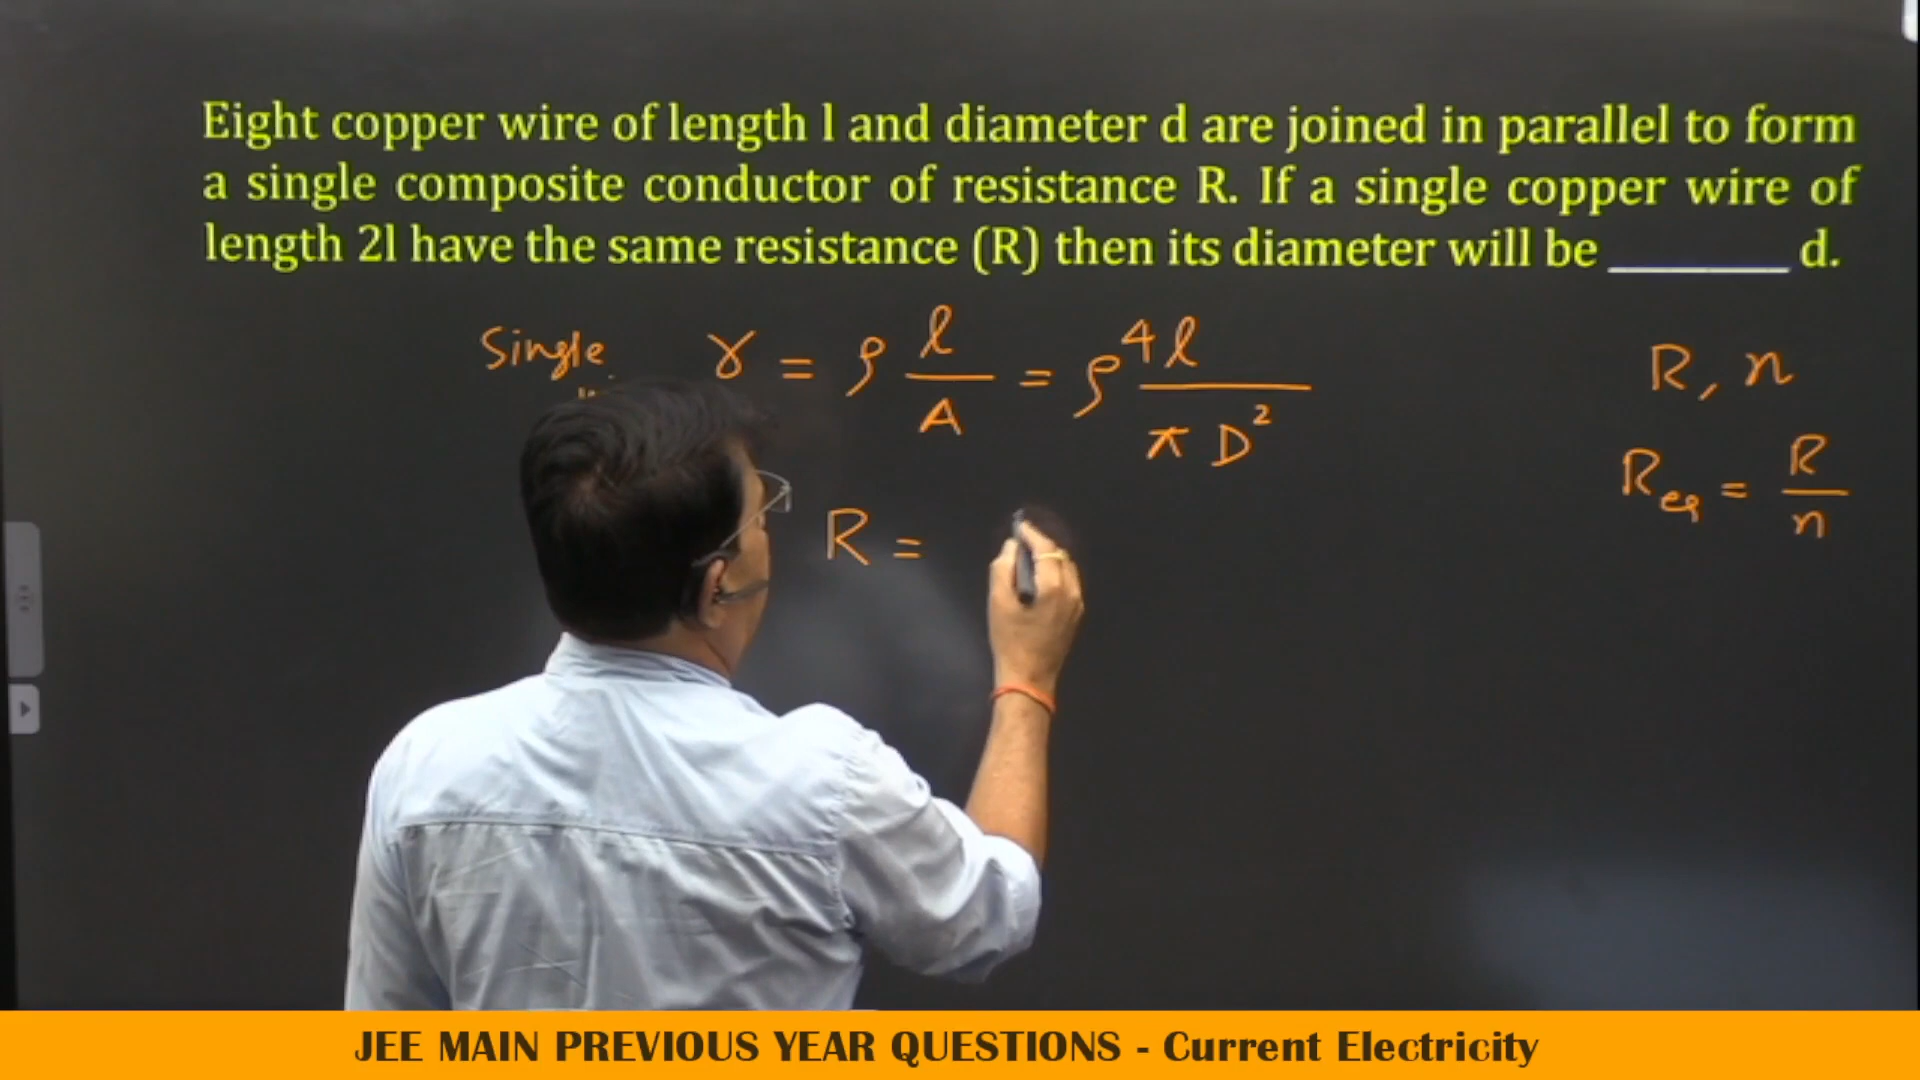 Eight copper wire of length l and diameter d are joined in parallel to form
a single composite conductor of resistance R. If a single copper wire of
length 2l have the same resistance (R) then its diameter will be ______ d.
Single γ = ρ l/A = ρ 4l/πD²
R, n
R =
R_eq = R/n
JEE MAIN PREVIOUS YEAR QUESTIONS - Current Electricity